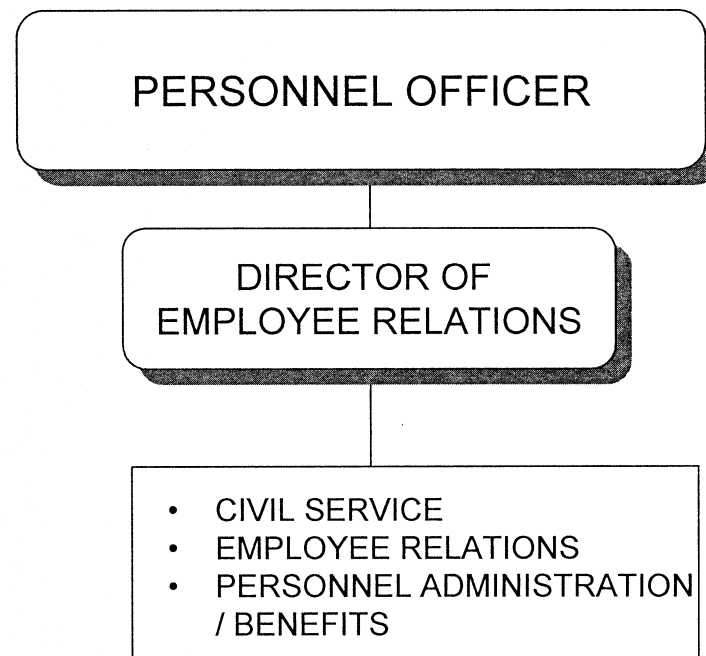 PERSONNEL OFFICER
DIRECTOR OF
EMPLOYEE RELATIONS
• CIVIL SERVICE
• EMPLOYEE RELATIONS
• PERSONNEL ADMINISTRATION
/ BENEFITS